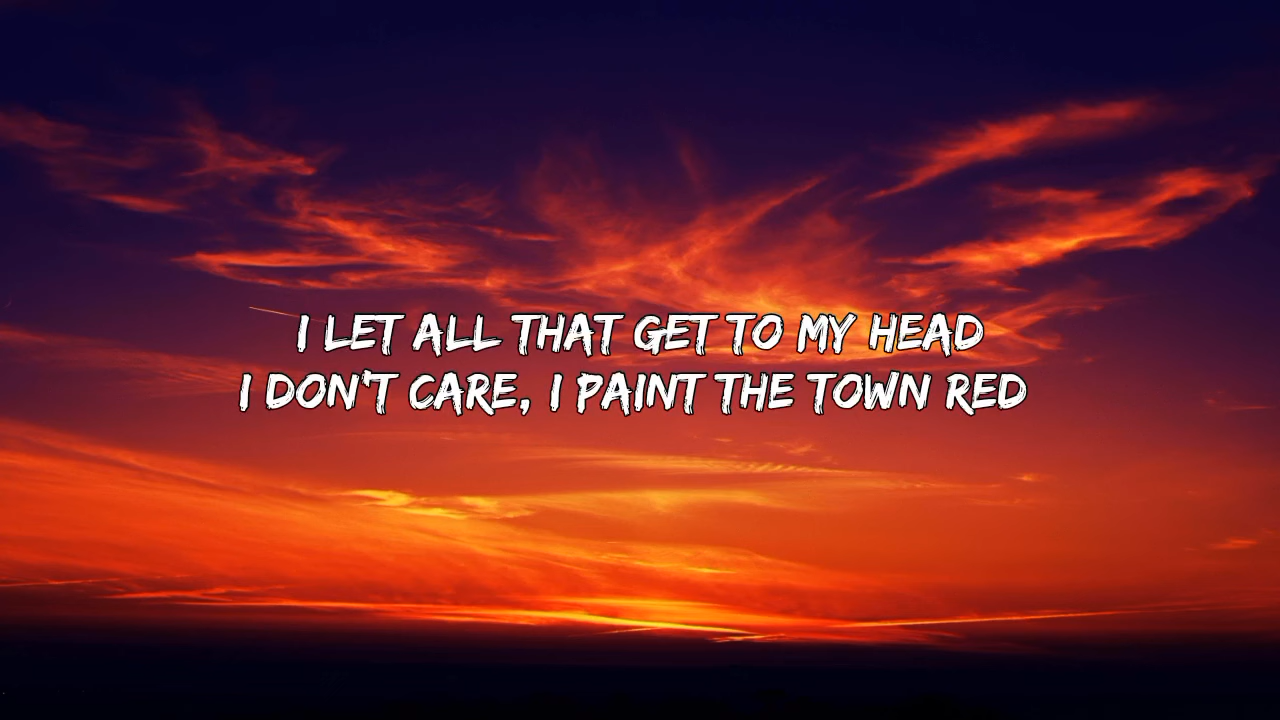 I LET ALL THAT GET TO MY HEAD
I DON'T CARE, I PAINT THE TOWN RED